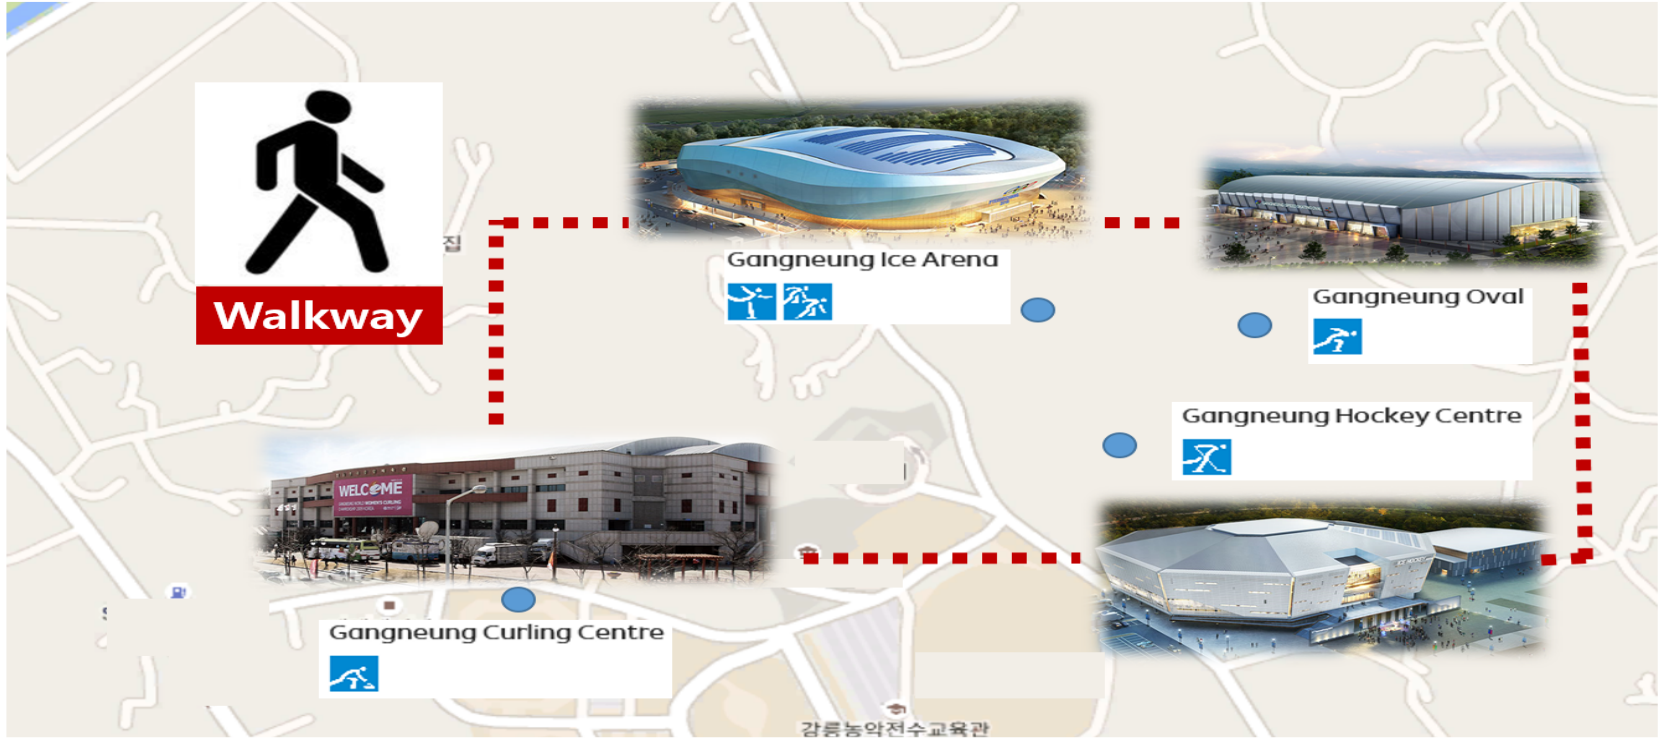 집
Walkway
Gangneung Ice Arena
Gangneung Oval
Gangneung Hockey Centre
WELCOME
Gangneung Curling Centre
강릉농악전수교육관